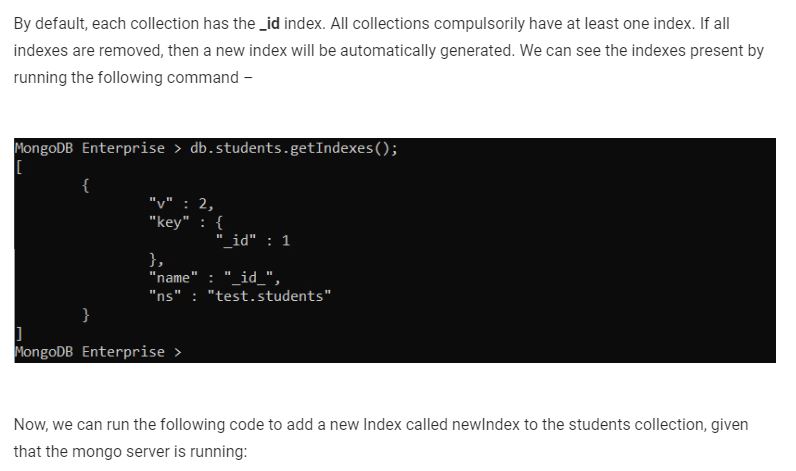 By default, each collection has the _id index. All collections compulsorily have at least one index. If all
indexes are removed, then a new index will be automatically generated. We can see the indexes present by
running the following command –
MongoDB Enterprise > db.students.getIndexes();
[
        {
                "v" : 2,
                "key" : {
                        "_id" : 1
                },
                "name" : "_id_",
                "ns" : "test.students"
        }
]
MongoDB Enterprise >
Now, we can run the following code to add a new Index called newIndex to the students collection, given
that the mongo server is running: